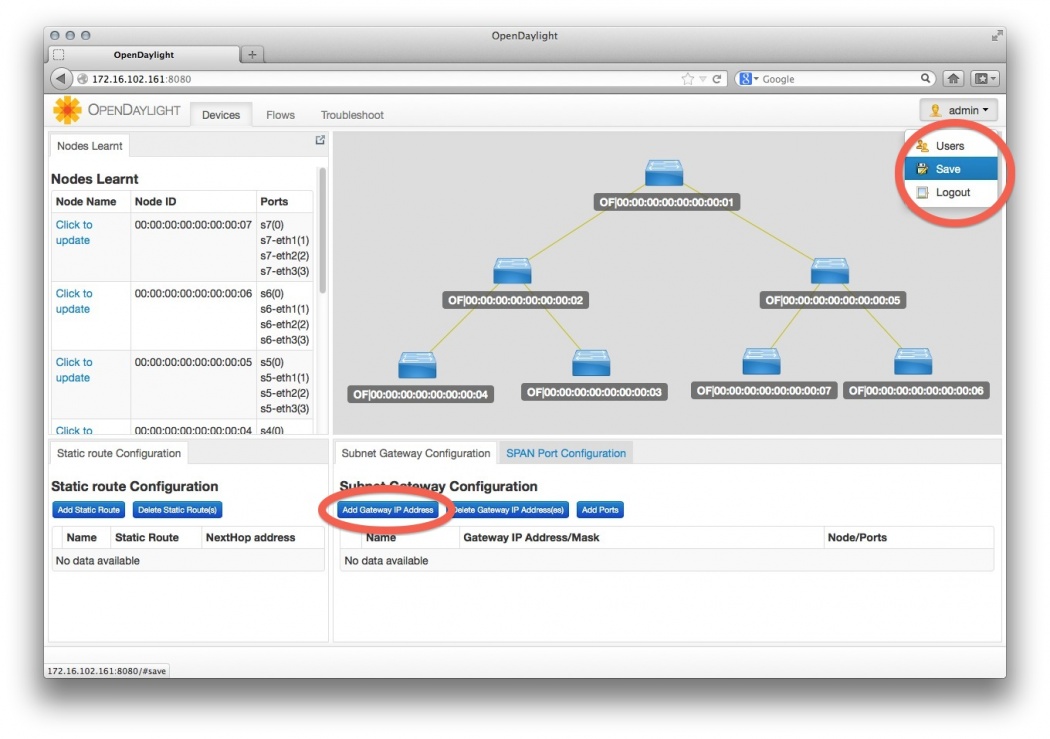 OpenDaylight
OpenDaylight
172.16.102.161:8080
Google
OPENDAYLIGHT
Devices
Flows
Troubleshoot
admin
Users
Save
Logout
Nodes Learnt
Nodes Learnt
Node Name Node ID Ports
Click to update 00:00:00:00:00:00:00:07 s7(0)
s7-eth1(1)
s7-eth2(2)
s7-eth3(3)
Click to update 00:00:00:00:00:00:00:06 s6(0)
s6-eth1(1)
s6-eth2(2)
s6-eth3(3)
Click to update 00:00:00:00:00:00:00:05 s5(0)
s5-eth1(1)
s5-eth2(2)
s5-eth3(3)
Click to 00:00:00:00:00:00:00:04 s4(0)
OF|00:00:00:00:00:00:00:01
OF|00:00:00:00:00:00:00:02
OF|00:00:00:00:00:00:00:05
OF|00:00:00:00:00:00:00:04
OF|00:00:00:00:00:00:00:03
OF|00:00:00:00:00:00:00:07
OF|00:00:00:00:00:00:00:06
Static route Configuration
Static route Configuration
Add Static Route
Delete Static Route(s)
Name Static Route NextHop address
No data available
Subnet Gateway Configuration
SPAN Port Configuration
Subnet Gateway Configuration
Add Gateway IP Address
Delete Gateway IP Address(es)
Add Ports
Name Gateway IP Address/Mask Node/Ports
No data available
172.16.102.161:8080/#save